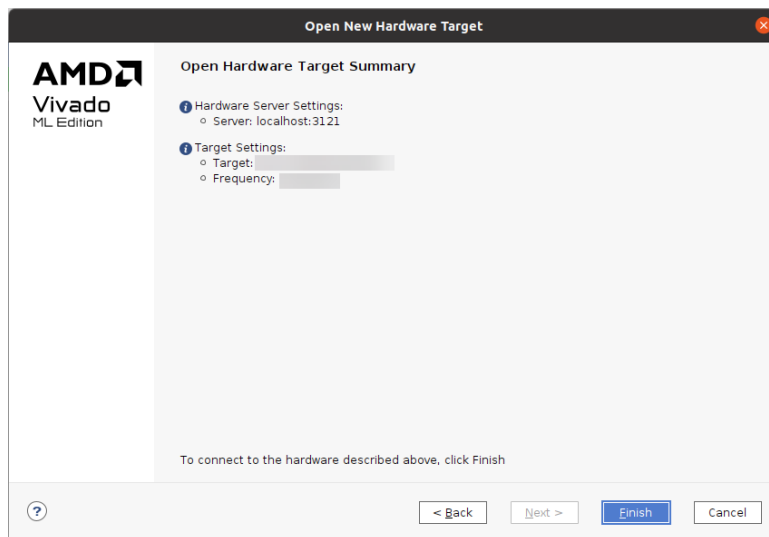 Open New Hardware Target
AMD
Vivado
ML Edition
Open Hardware Target Summary
Hardware Server Settings:
Server: localhost:3121
Target Settings:
Target:
Frequency:
To connect to the hardware described above, click Finish
?
< Back
Next >
Finish
Cancel